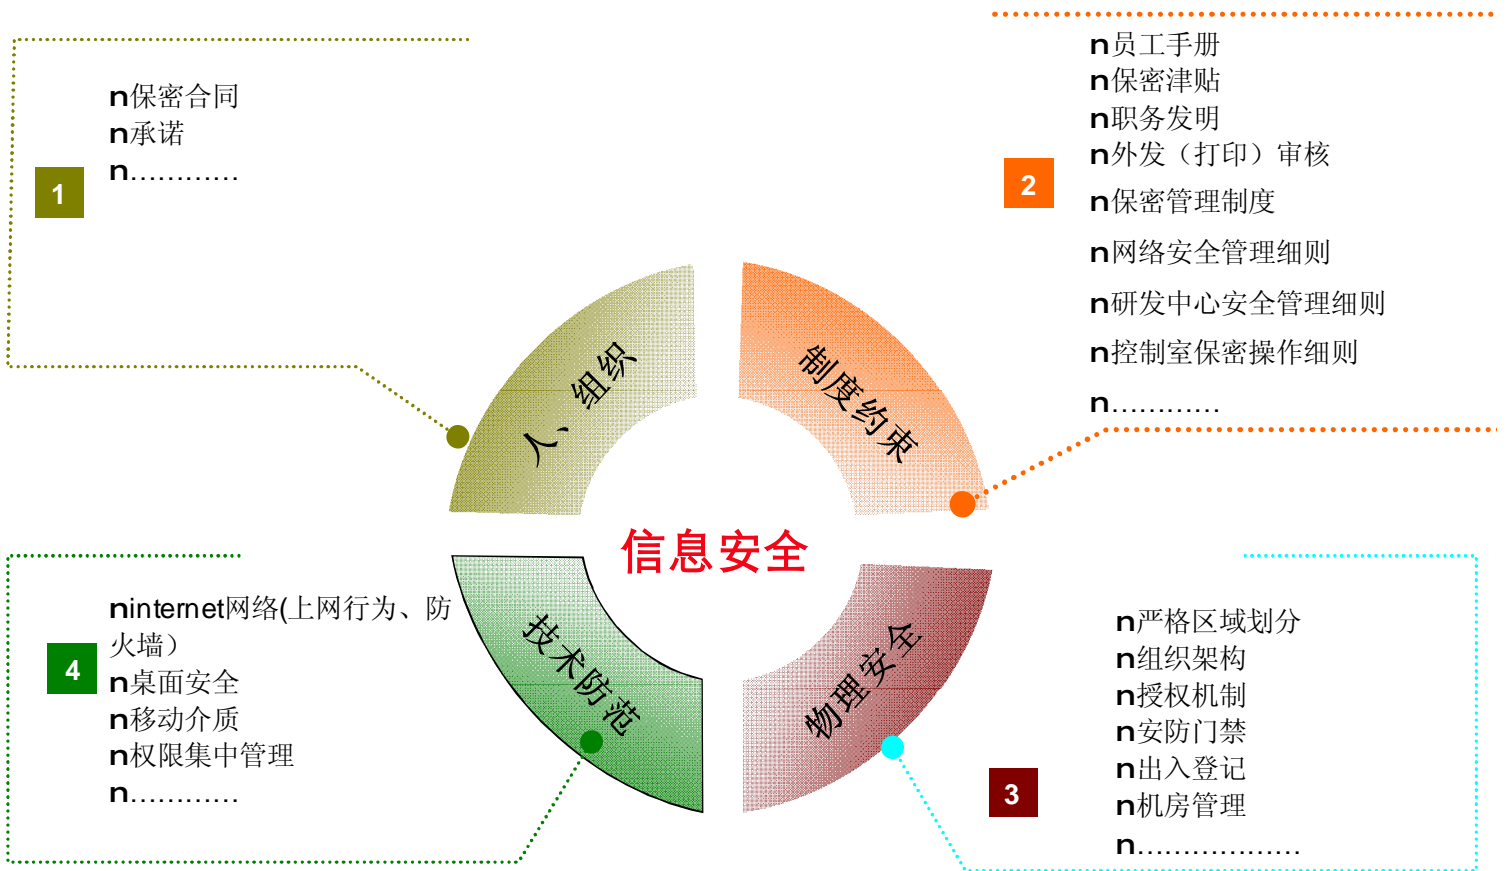 1
n保密合同
n承诺
n…………
2
n员工手册
n保密津贴
n职务发明
n外发（打印）审核
n保密管理制度
n网络安全管理细则
n研发中心安全管理细则
n控制室保密操作细则
n…………
人、组织
制度约束
信息安全
技术防范
物理安全
4
ninternet网络(上网行为、防
火墙）
n桌面安全
n移动介质
n权限集中管理
n…………
3
n严格区域划分
n组织架构
n授权机制
n安防门禁
n出入登记
n机房管理
n………………